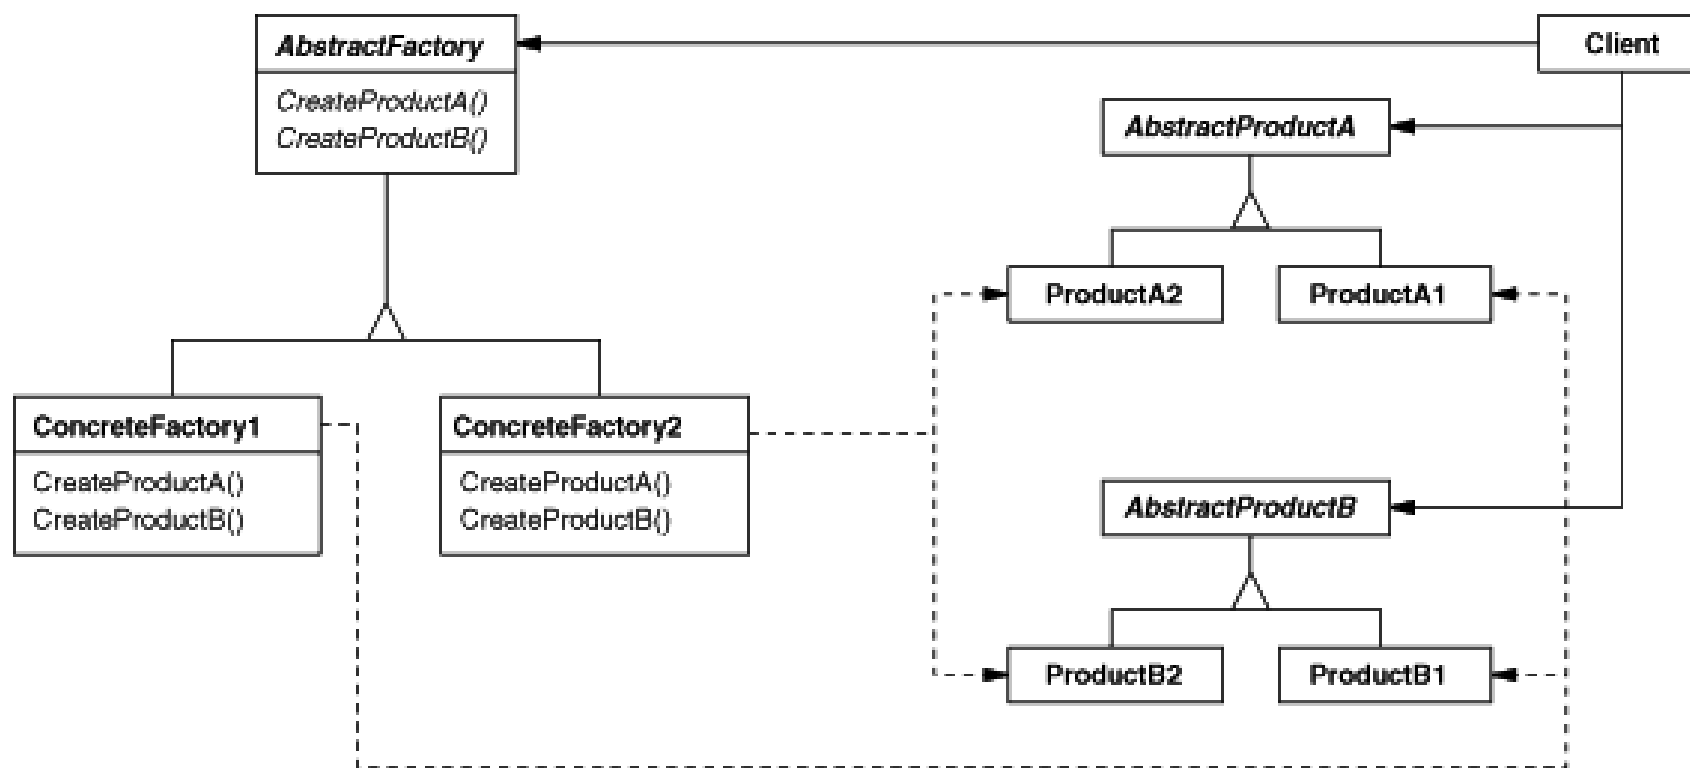 AbstractFactory
CreateProductA()
CreateProductB()
Client
AbstractProductA
ProductA2
ProductA1
ConcreteFactory1
CreateProductA()
CreateProductB()
ConcreteFactory2
CreateProductA()
CreateProductB()
AbstractProductB
ProductB2
ProductB1